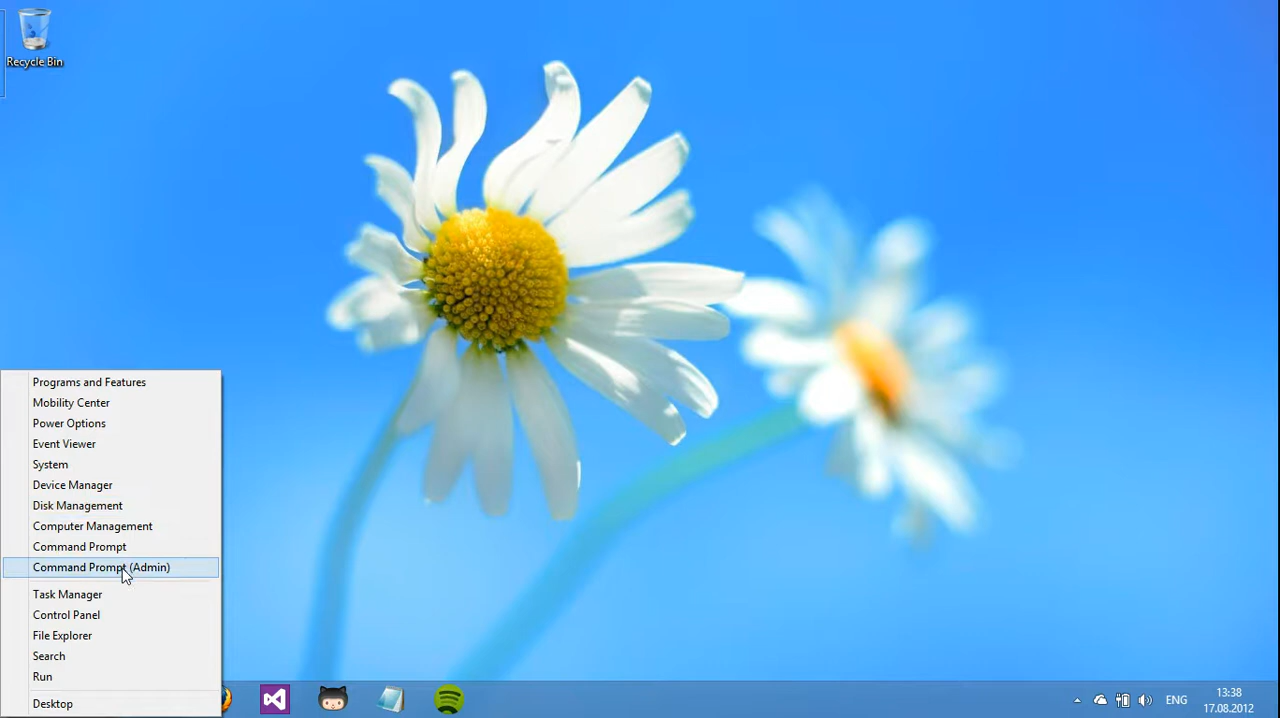 Recycle Bin
Programs and Features
Mobility Center
Power Options
Event Viewer
System
Device Manager
Disk Management
Computer Management
Command Prompt
Command Prompt (Admin)
Task Manager
Control Panel
File Explorer
Search
Run
Desktop
ENG
13:38
17.08.2012